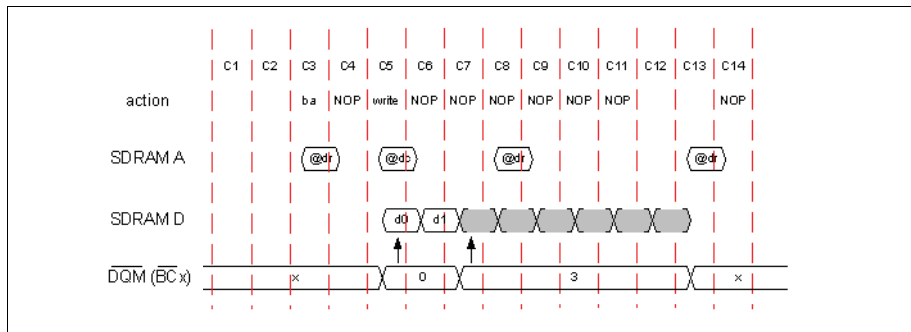 C1 C2 C3 C4 C5 C6 C7 C8 C9 C10 C11 C12 C13 C14
action ba NOP write NOP NOP NOP NOP NOP NOP NOP
SDRAM A @dr @dc @dr @dr
SDRAM D d0 d1
DQM (BCx) x 0 3 x